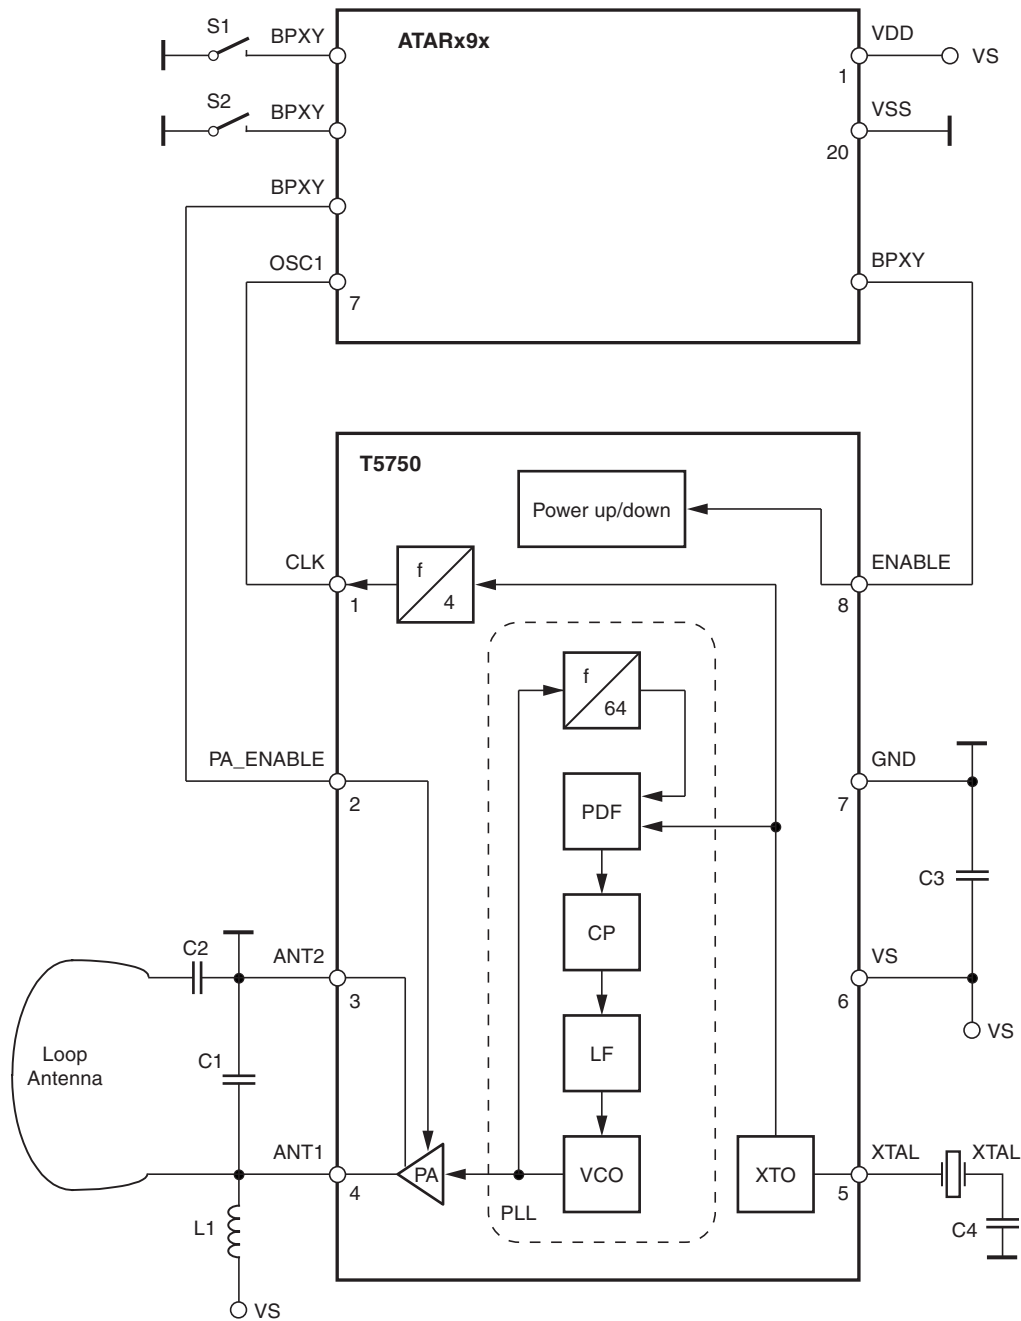 S1
BPXY
ATARx9x
VDD
1
VS
S2
BPXY
VSS
20
BPXY
OSC1
7
BPXY
T5750
Power up/down
CLK
1
f
4
ENABLE
8
f
64
PA_ENABLE
2
GND
7
PDF
C3
CP
C2
ANT2
3
VS
6
VS
Loop
Antenna
C1
LF
ANT1
4
PA
VCO
XTO
XTAL
5
XTAL
PLL
L1
C4
VS